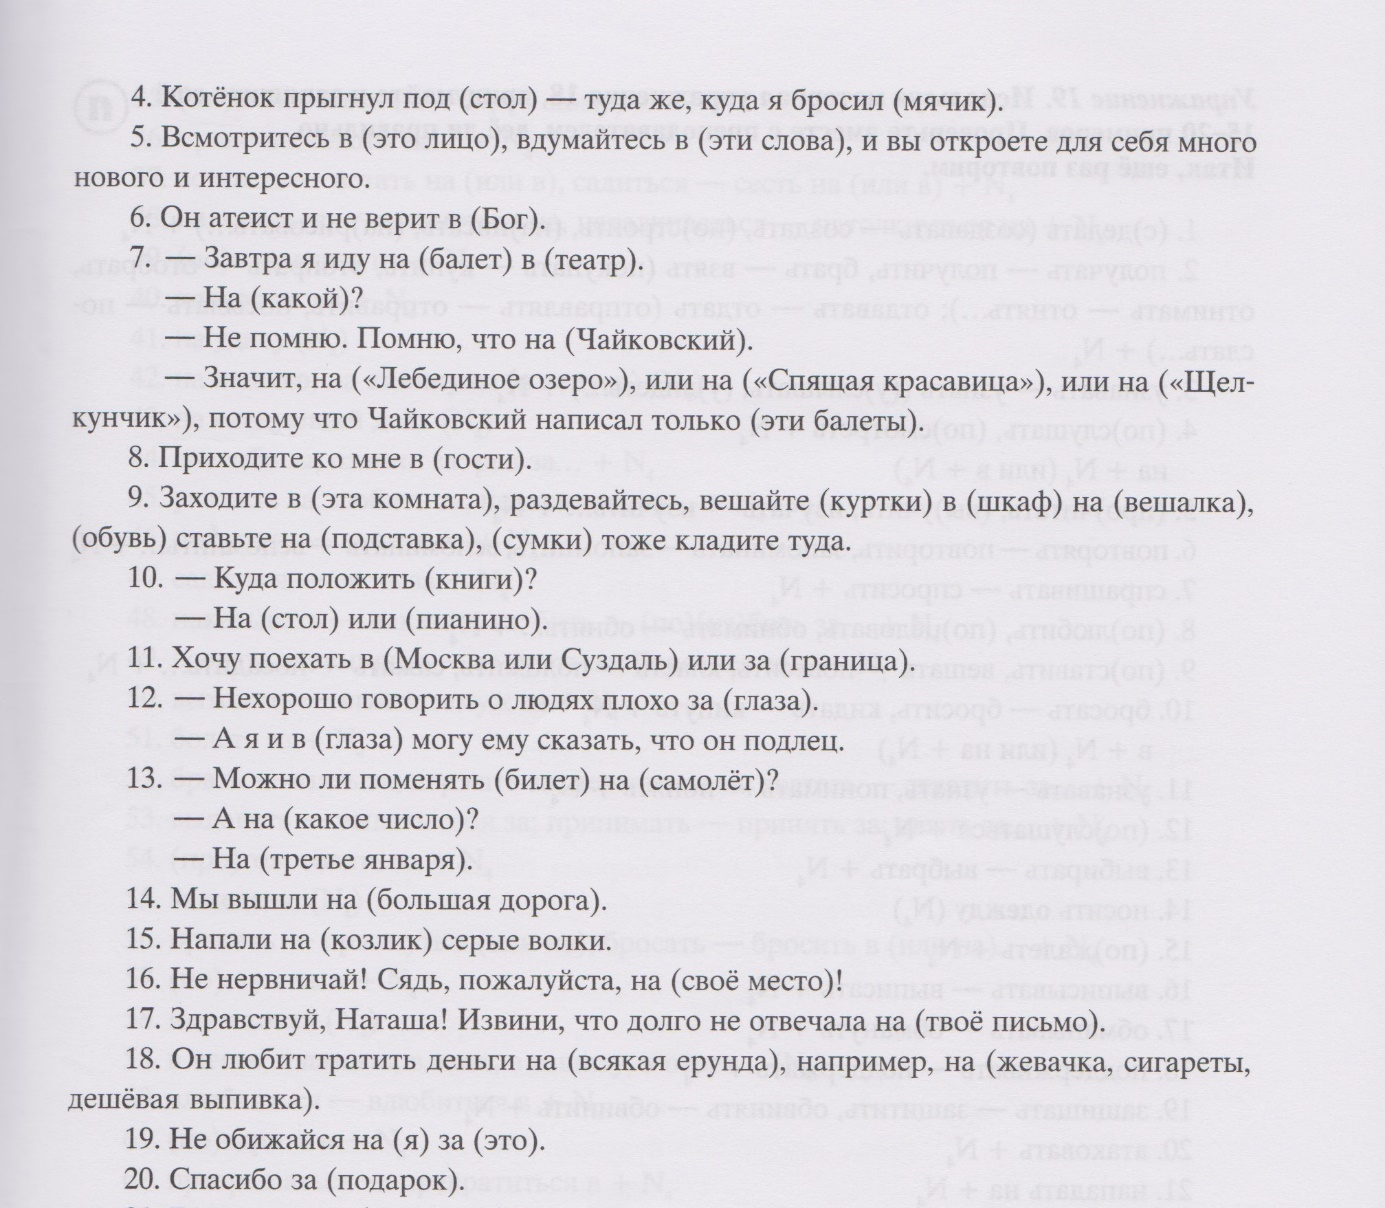 4. Котёнок прыгнул под (стол) — туда же, куда я бросил (мячик).
5. Всмотритесь в (это лицо), вдумайтесь в (эти слова), и вы откроете для себя много
нового и интересного.
6. Он атеист и не верит в (Бог).
7. — Завтра я иду на (балет) в (театр).
— На (какой)?
— Не помню. Помню, что на (Чайковский).
— Значит, на («Лебединое озеро»), или на («Спящая красавица»), или на («Щел-
кунчик»), потому что Чайковский написал только (эти балеты).
8. Приходите ко мне в (гости).
9. Заходите в (эта комната), раздевайтесь, вешайте (куртки) в (шкаф) на (вешалка),
(обувь) ставьте на (подставка), (сумки) тоже кладите туда.
10. — Куда положить (книги)?
— На (стол) или (пианино).
11. Хочу поехать в (Москва или Суздаль) или за (граница).
12. — Нехорошо говорить о людях плохо за (глаза).
— А я и в (глаза) могу ему сказать, что он подлец.
13. — Можно ли поменять (билет) на (самолёт)?
— А на (какое число)?
— На (третье января).
14. Мы вышли на (большая дорога).
15. Напали на (козлик) серые волки.
16. Не нервничай! Сядь, пожалуйста, на (своё место)!
17. Здравствуй, Наташа! Извини, что долго не отвечала на (твоё письмо).
18. Он любит тратить деньги на (всякая ерунда), например, на (жевачка, сигареты,
дешёвая выпивка).
19. Не обижайся на (я) за (это).
20. Спасибо за (подарок).